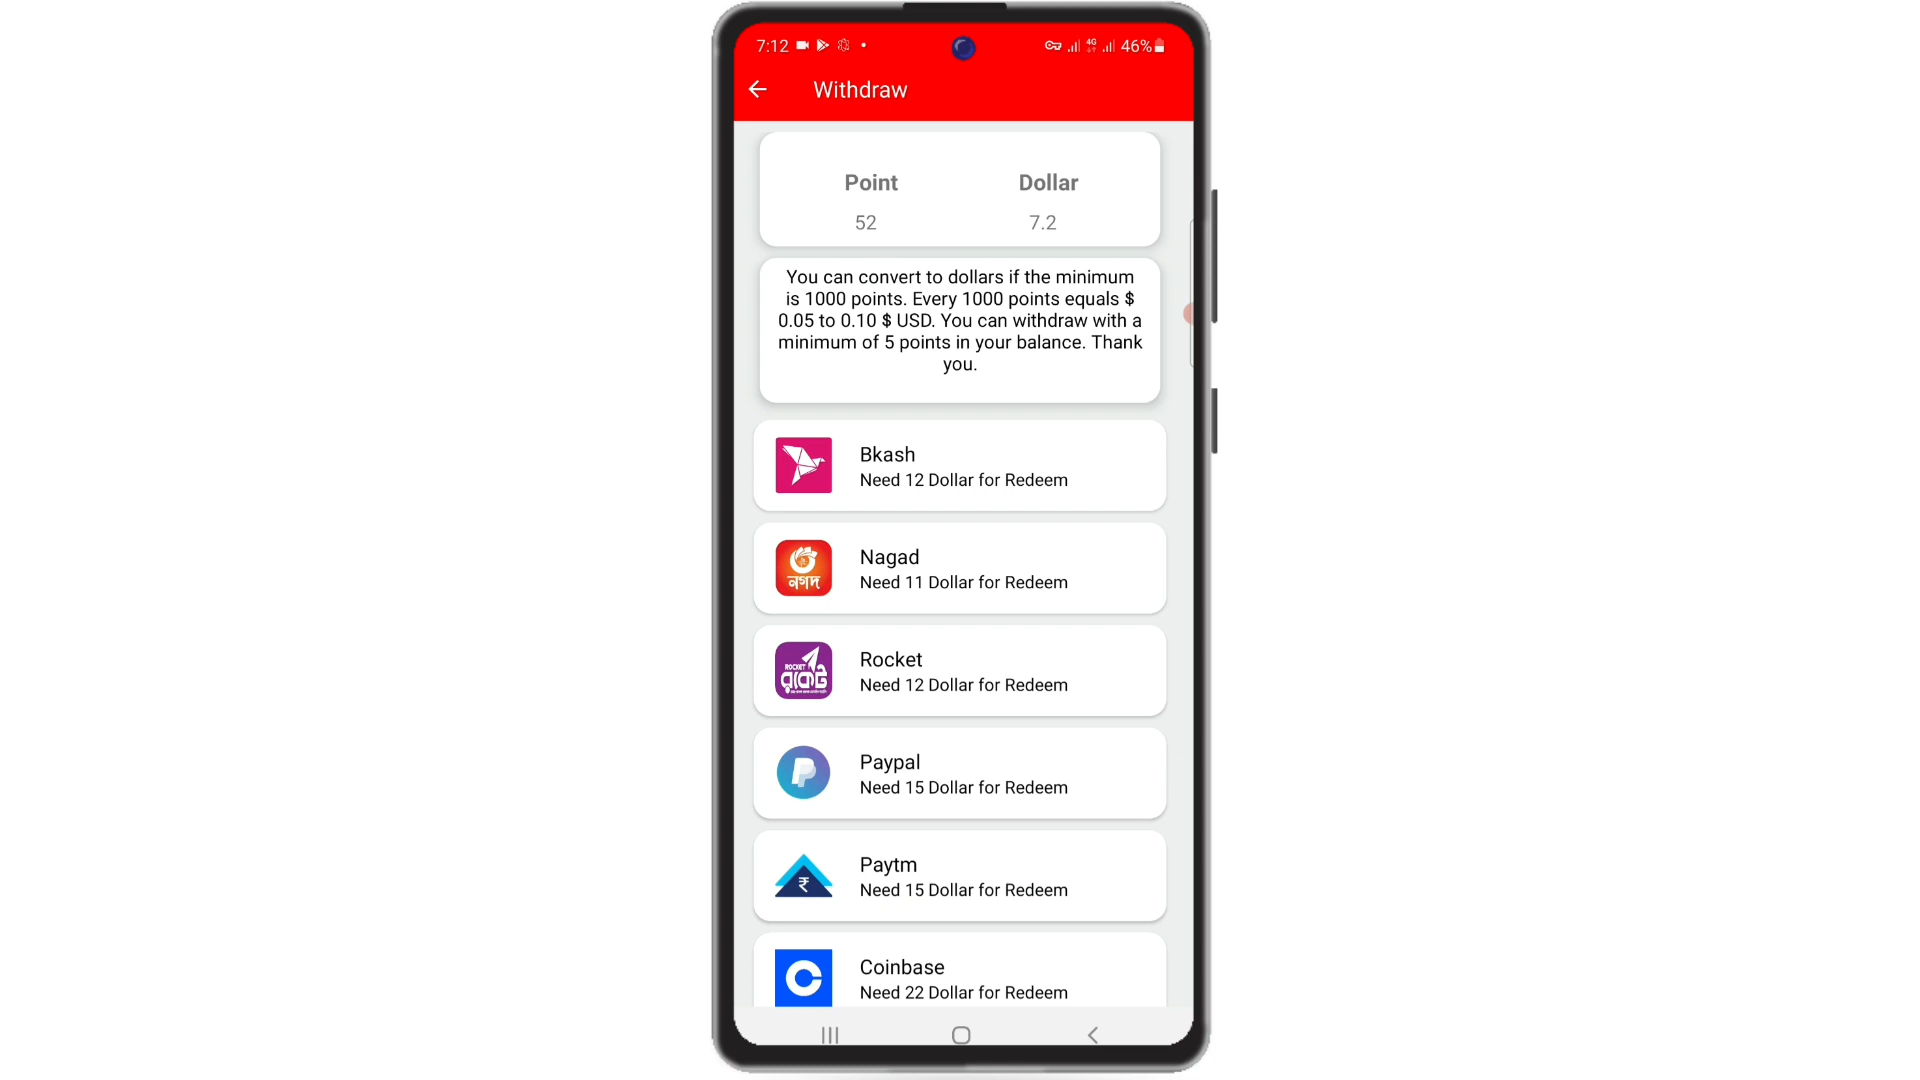 7:12 4G 46%
Withdraw
Point Dollar
52 7.2
You can convert to dollars if the minimum
is 1000 points. Every 1000 points equals $
0.05 to 0.10 $ USD. You can withdraw with a
minimum of 5 points in your balance. Thank
you.
Bkash
Need 12 Dollar for Redeem
নগদ
Nagad
Need 11 Dollar for Redeem
ROCKET
রকেট
Rocket
Need 12 Dollar for Redeem
Paypal
Need 15 Dollar for Redeem
₹
Paytm
Need 15 Dollar for Redeem
Coinbase
Need 22 Dollar for Redeem